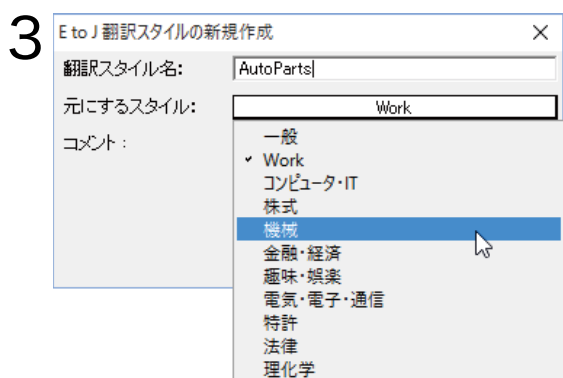 3
E to J 翻訳スタイルの新規作成
翻訳スタイル名:
AutoParts
元にするスタイル:
Work
コメント :
一般
✓ Work
コンピュータ・IT
株式
機械
金融・経済
趣味・娯楽
電気・電子・通信
特許
法律
理化学